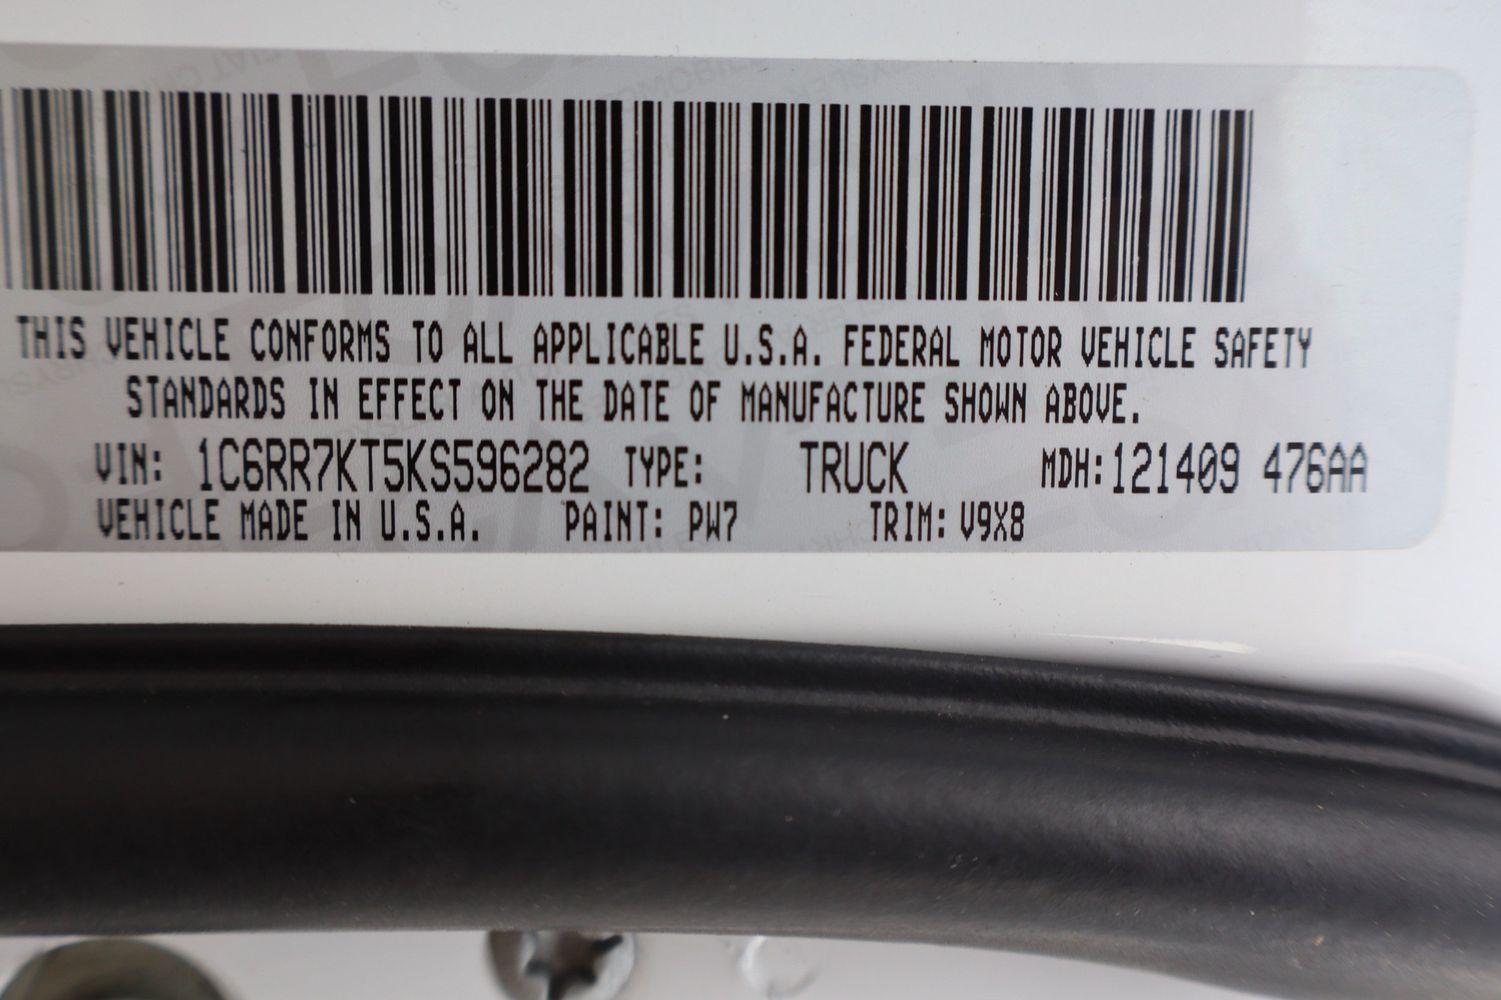 THIS VEHICLE CONFORMS TO ALL APPLICABLE U.S.A. FEDERAL MOTOR VEHICLE SAFETY
STANDARDS IN EFFECT ON THE DATE OF MANUFACTURE SHOWN ABOVE.
VIN: 1C6RR7KT5KS596282 TYPE: TRUCK MDH: 121409 476AA
VEHICLE MADE IN U.S.A. PAINT: PW7 TRIM: V9X8